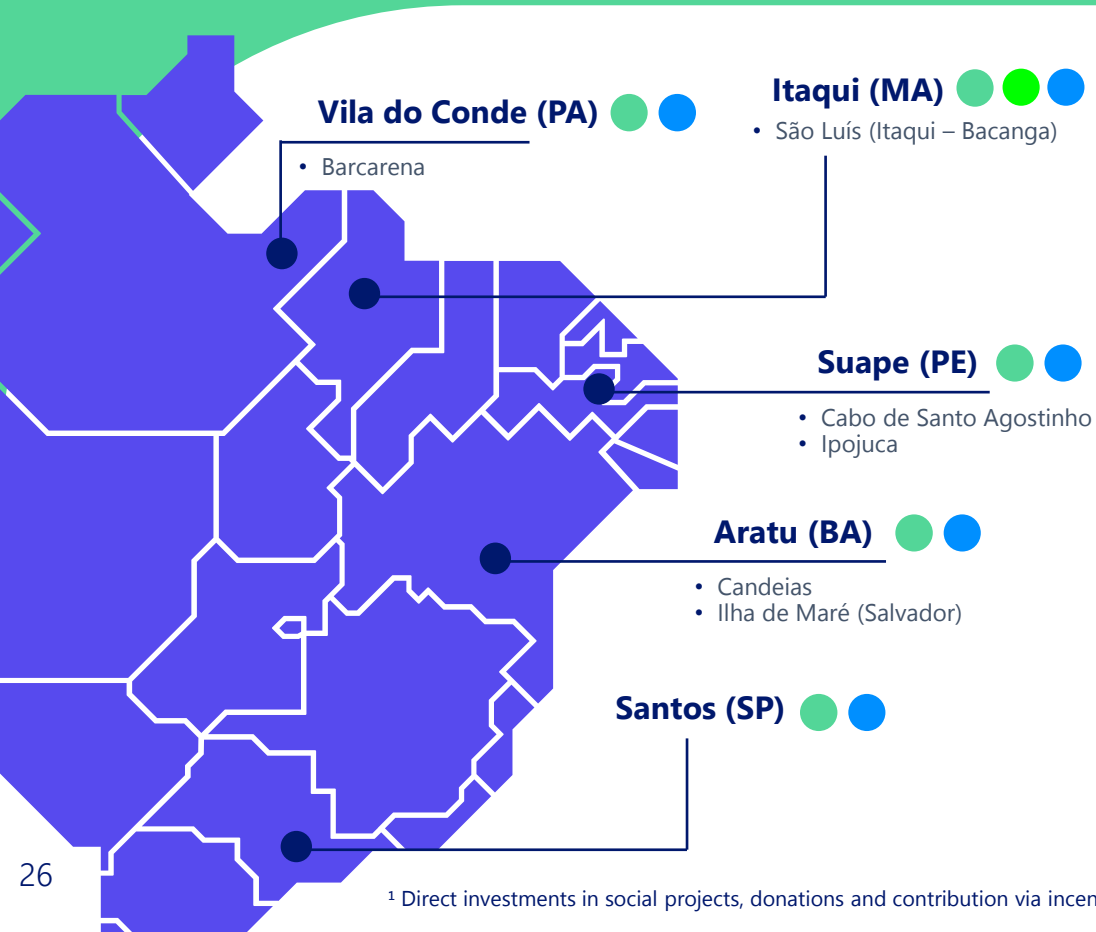 Vila do Conde (PA)
• Barcarena
Itaqui (MA)
• São Luís (Itaqui – Bacanga)
Suape (PE)
• Cabo de Santo Agostinho
• Ipojuca
Aratu (BA)
• Candeias
• Ilha de Maré (Salvador)
Santos (SP)
26
¹ Direct investments in social projects, donations and contribution via incen